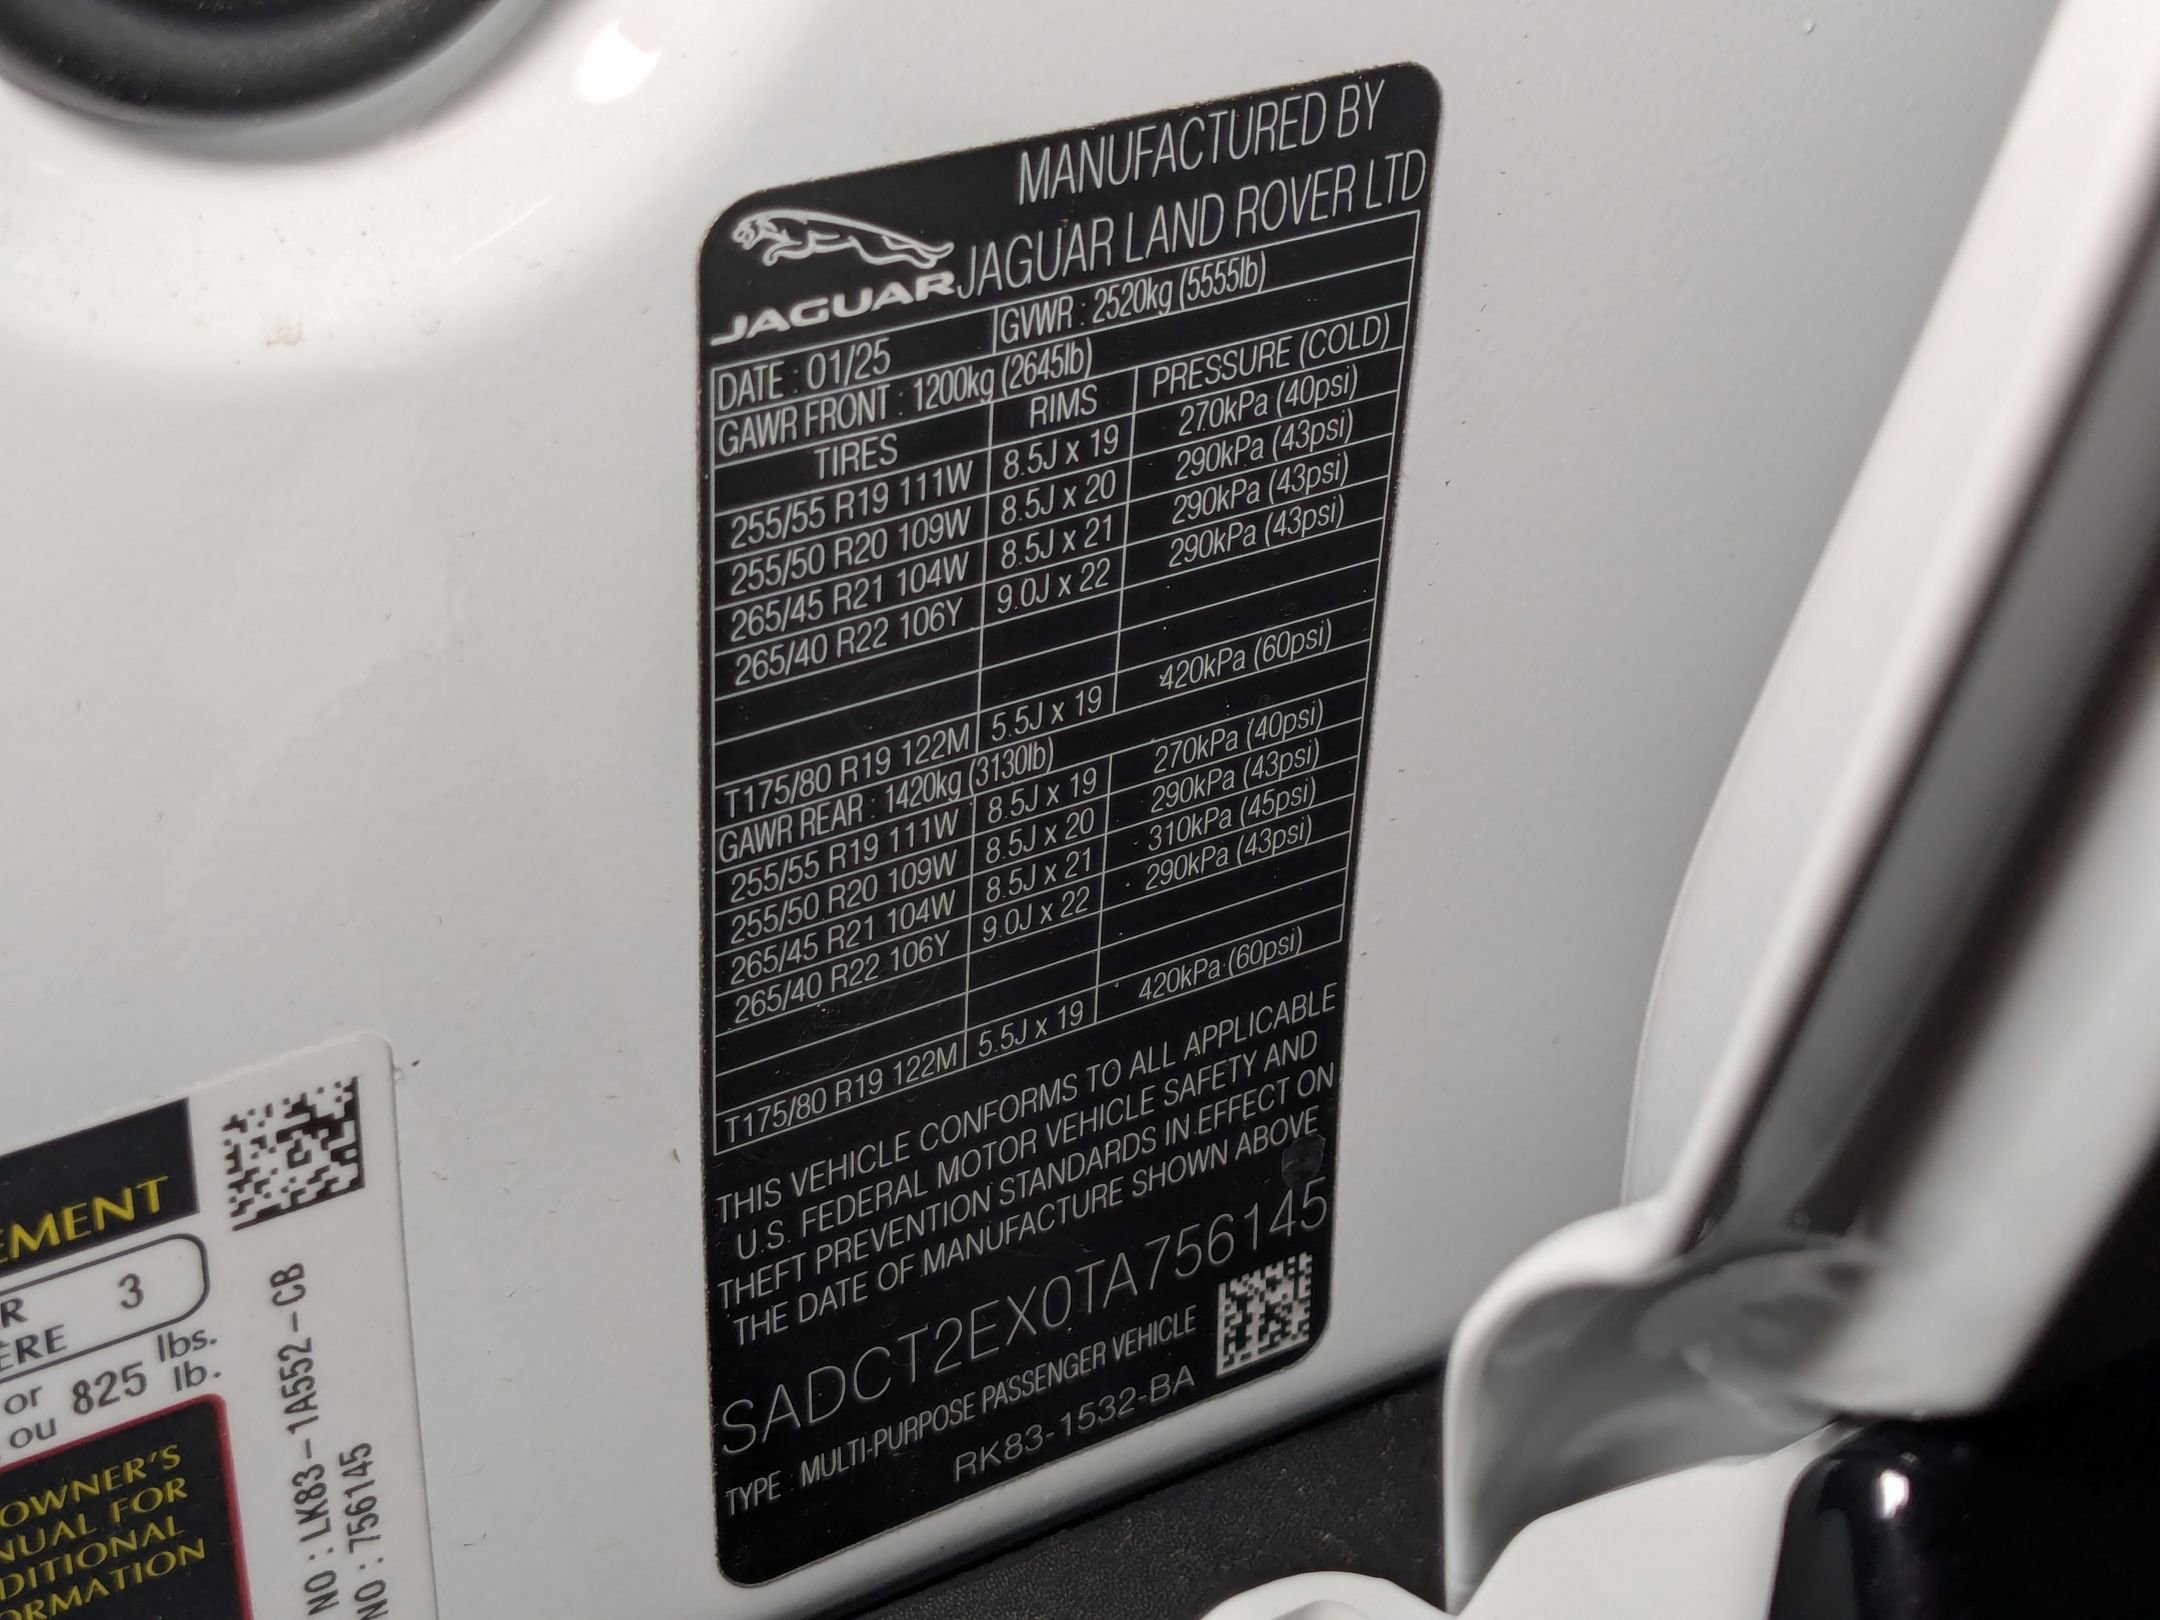 MANUFACTURED BY
JAGUAR JAGUAR LAND ROVER LTD
DATE : 01/25 GVWR : 2520kg (5555lb)
GAWR FRONT : 1200kg (2645lb)
TIRES RIMS PRESSURE (COLD)
255/55 R19 111W 8.5J x 19 270kPa (40psi)
255/50 R20 109W 8.5J x 20 290kPa (43psi)
265/45 R21 104W 8.5J x 21 290kPa (43psi)
265/40 R22 106Y 9.0J x 22 290kPa (43psi)
T175/80 R19 122M 5.5J x 19 420kPa (60psi)
GAWR REAR : 1420kg (3130lb)
255/55 R19 111W 8.5J x 19 270kPa (40psi)
255/50 R20 109W 8.5J x 20 290kPa (43psi)
265/45 R21 104W 8.5J x 21 310kPa (45psi)
265/40 R22 106Y 9.0J x 22 290kPa (43psi)
T175/80 R19 122M 5.5J x 19 420kPa (60psi)
THIS VEHICLE CONFORMS TO ALL APPLICABLE
U.S. FEDERAL MOTOR VEHICLE SAFETY AND
THEFT PREVENTION STANDARDS IN EFFECT ON
THE DATE OF MANUFACTURE SHOWN ABOVE
SADCT2EX0TA756145
TYPE : MULTI-PURPOSE PASSENGER VEHICLE
RK83-1532-BA
EMENT
R 3
ERE
or 825 lbs.
ou lb.
OWNER'S
NUAL FOR
DITIONAL
ORMATION
NO : LK83-1A552-CB
NO : 756145